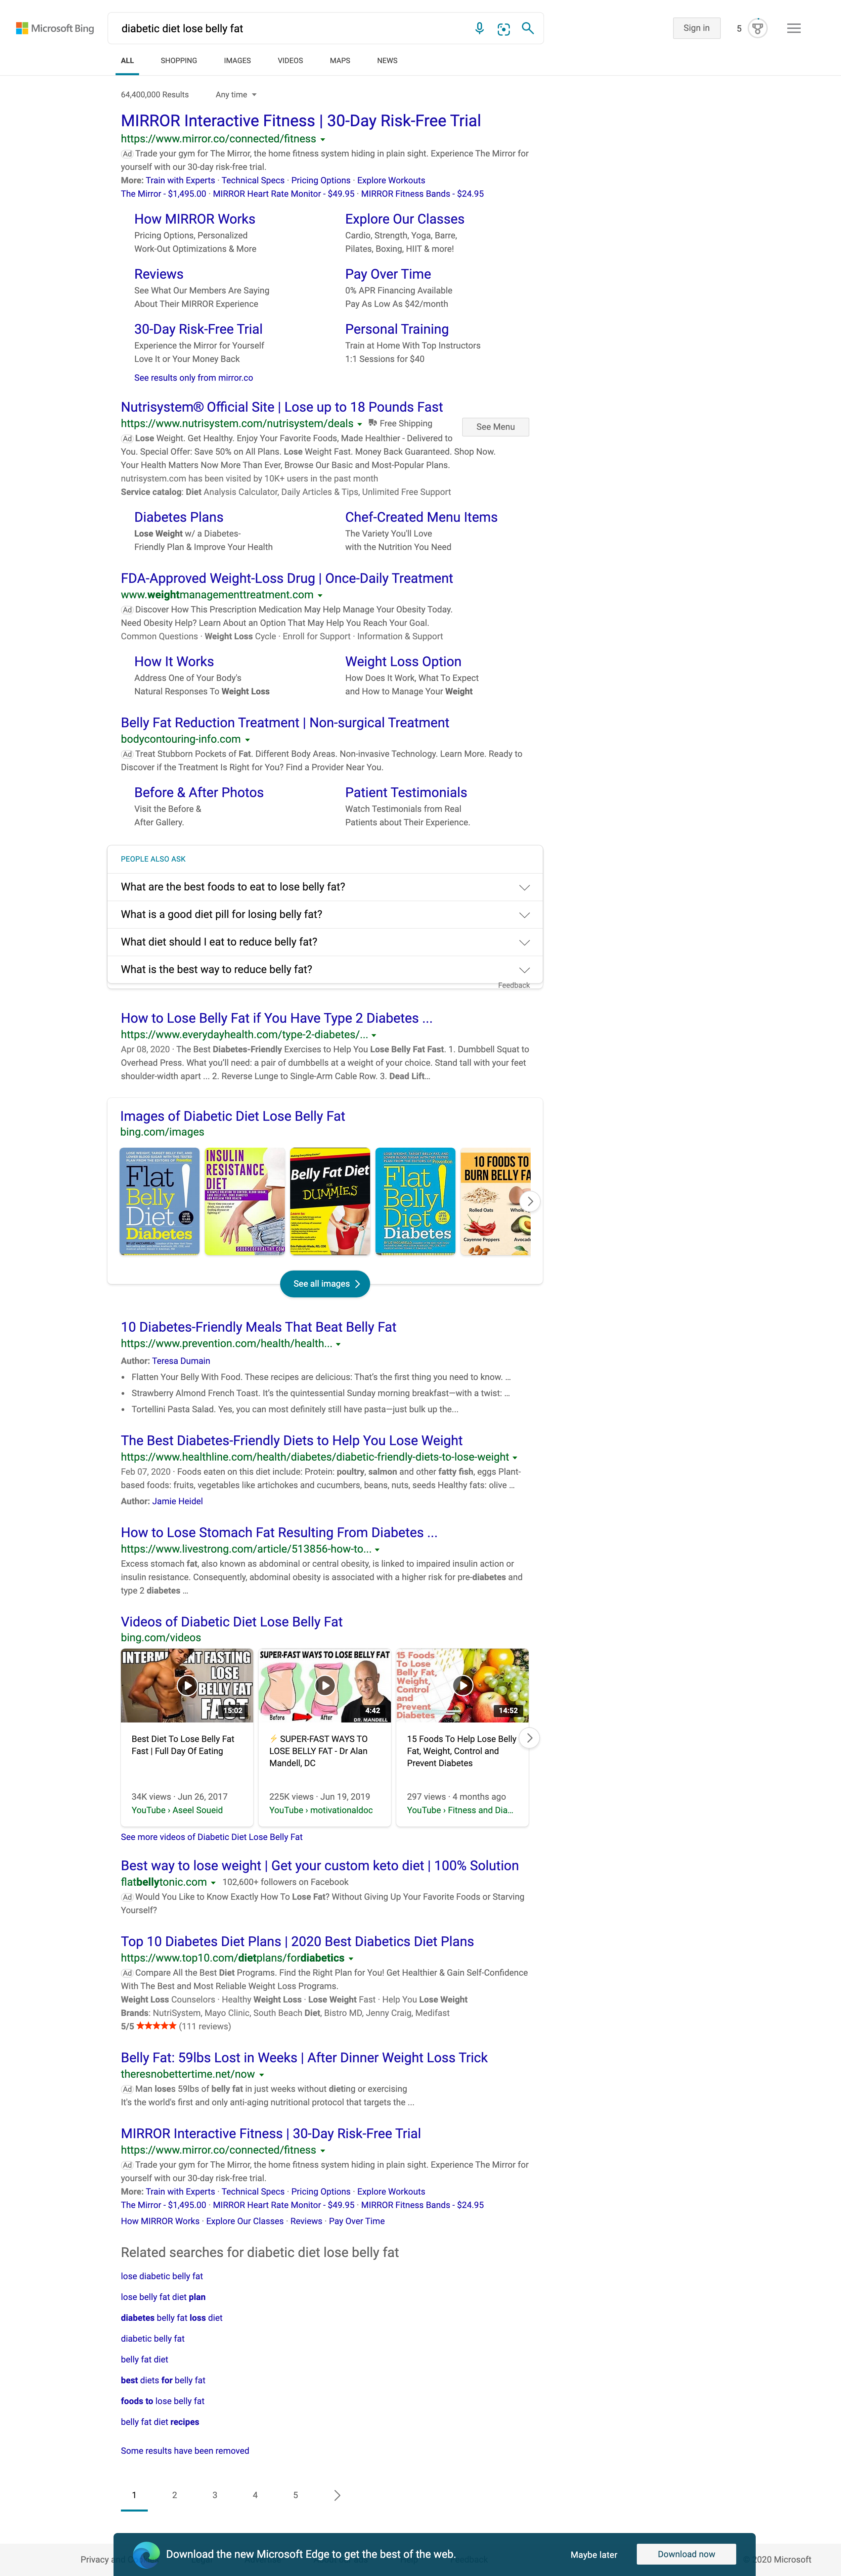 Microsoft Bing
diabetic diet lose belly fat
Sign in
5
ALL
SHOPPING
IMAGES
VIDEOS
MAPS
NEWS
64,400,000 Results
Any time
MIRROR Interactive Fitness | 30-Day Risk-Free Trial
https://www.mirror.co/connected/fitness
Ad Trade your gym for The Mirror, the home fitness system hiding in plain sight. Experience The Mirror for
yourself with our 30-day risk-free trial.
More: Train with Experts · Technical Specs · Pricing Options · Explore Workouts
The Mirror - $1,495.00 · MIRROR Heart Rate Monitor - $49.95 · MIRROR Fitness Bands - $24.95
How MIRROR Works
Pricing Options, Personalized
Work-Out Optimizations & More
Explore Our Classes
Cardio, Strength, Yoga, Barre,
Pilates, Boxing, HIIT & more!
Reviews
See What Our Members Are Saying
About Their MIRROR Experience
Pay Over Time
0% APR Financing Available
Pay As Low As $42/month
30-Day Risk-Free Trial
Experience the Mirror for Yourself
Love It or Your Money Back
Personal Training
Train at Home With Top Instructors
1:1 Sessions for $40
See results only from mirror.co
Nutrisystem® Official Site | Lose up to 18 Pounds Fast
https://www.nutrisystem.com/nutrisystem/deals
Free Shipping
See Menu
Ad Lose Weight. Get Healthy. Enjoy Your Favorite Foods, Made Healthier - Delivered to
You. Special Offer: Save 50% on All Plans. Lose Weight Fast. Money Back Guaranteed. Shop Now.
Your Health Matters Now More Than Ever, Browse Our Basic and Most-Popular Plans.
nutrisystem.com has been visited by 10K+ users in the past month
Service catalog: Diet Analysis Calculator, Daily Articles & Tips, Unlimited Free Support
Diabetes Plans
Lose Weight w/ a Diabetes-
Friendly Plan & Improve Your Health
Chef-Created Menu Items
The Variety You'll Love
with the Nutrition You Need
FDA-Approved Weight-Loss Drug | Once-Daily Treatment
www.weightmanagementtreatment.com
Ad Discover How This Prescription Medication May Help Manage Your Obesity Today.
Need Obesity Help? Learn About an Option That May Help You Reach Your Goal.
Common Questions · Weight Loss Cycle · Enroll for Support · Information & Support
How It Works
Address One of Your Body's
Natural Responses To Weight Loss
Weight Loss Option
How Does It Work, What To Expect
and How to Manage Your Weight
Belly Fat Reduction Treatment | Non-surgical Treatment
bodycontouring-info.com
Ad Treat Stubborn Pockets of Fat. Different Body Areas. Non-invasive Technology. Learn More. Ready to
Discover if the Treatment Is Right for You? Find a Provider Near You.
Before & After Photos
Visit the Before &
After Gallery.
Patient Testimonials
Watch Testimonials from Real
Patients about Their Experience.
PEOPLE ALSO ASK
What are the best foods to eat to lose belly fat?
What is a good diet pill for losing belly fat?
What diet should I eat to reduce belly fat?
What is the best way to reduce belly fat?
Feedback
How to Lose Belly Fat if You Have Type 2 Diabetes ...
https://www.everydayhealth.com/type-2-diabetes/...
Apr 08, 2020 · The Best Diabetes-Friendly Exercises to Help You Lose Belly Fat Fast. 1. Dumbbell Squat to
Overhead Press. What you'll need: a pair of dumbbells at a weight of your choice. Stand tall with your feet
shoulder-width apart ... 2. Reverse Lunge to Single-Arm Cable Row. 3. Dead Lift…
Images of Diabetic Diet Lose Belly Fat
bing.com/images
Flat
Belly
Diet!
Diabetes
INSULIN
RESISTANCE
DIET
Belly Fat Diet
FOR
DUMMIES
Flat
Belly
Diet!
Diabetes
10 FOODS TO
BURN BELLY FA
Rolled Oats
Whole
Cayenne Peppers
Avocad
See all images
10 Diabetes-Friendly Meals That Beat Belly Fat
https://www.prevention.com/health/health...
Author: Teresa Dumain
• Flatten Your Belly With Food. These recipes are delicious: That's the first thing you need to know. ...
• Strawberry Almond French Toast. It's the quintessential Sunday morning breakfast—with a twist: ...
• Tortellini Pasta Salad. Yes, you can most definitely still have pasta—just bulk up the...
The Best Diabetes-Friendly Diets to Help You Lose Weight
https://www.healthline.com/health/diabetes/diabetic-friendly-diets-to-lose-weight
Feb 07, 2020 · Foods eaten on this diet include: Protein: poultry, salmon and other fatty fish, eggs Plant-
based foods: fruits, vegetables like artichokes and cucumbers, beans, nuts, seeds Healthy fats: olive ...
Author: Jamie Heidel
How to Lose Stomach Fat Resulting From Diabetes ...
https://www.livestrong.com/article/513856-how-to...
Excess stomach fat, also known as abdominal or central obesity, is linked to impaired insulin action or
insulin resistance. Consequently, abdominal obesity is associated with a higher risk for pre-diabetes and
type 2 diabetes ...
Videos of Diabetic Diet Lose Belly Fat
bing.com/videos
INTERMITTENT FASTING
LOSE
BELLY FAT
FAST
15:02
SUPER-FAST WAYS TO LOSE BELLY FAT
Before
After
DR. MANDELL
4:42
15 Foods
To Help Lose
Belly Fat,
Weight,
Control and
Prevent
Diabetes
14:52
Best Diet To Lose Belly Fat
Fast | Full Day Of Eating
34K views · Jun 26, 2017
YouTube › Aseel Soueid
⚡SUPER-FAST WAYS TO
LOSE BELLY FAT - Dr Alan
Mandell, DC
225K views · Jun 19, 2019
YouTube › motivationaldoc
15 Foods To Help Lose Belly
Fat, Weight, Control and
Prevent Diabetes
297 views · 4 months ago
YouTube › Fitness and Dia…
See more videos of Diabetic Diet Lose Belly Fat
Best way to lose weight | Get your custom keto diet | 100% Solution
flatbellytonic.com
102,600+ followers on Facebook
Ad Would You Like to Know Exactly How To Lose Fat? Without Giving Up Your Favorite Foods or Starving
Yourself?
Top 10 Diabetes Diet Plans | 2020 Best Diabetics Diet Plans
https://www.top10.com/dietplans/fordiabetics
Ad Compare All the Best Diet Programs. Find the Right Plan for You! Get Healthier & Gain Self-Confidence
With The Best and Most Reliable Weight Loss Programs.
Weight Loss Counselors · Healthy Weight Loss · Lose Weight Fast · Help You Lose Weight
Brands: NutriSystem, Mayo Clinic, South Beach Diet, Bistro MD, Jenny Craig, Medifast
5/5 ★★★★★ (111 reviews)
Belly Fat: 59lbs Lost in Weeks | After Dinner Weight Loss Trick
theresnobettertime.net/now
Ad Man loses 59lbs of belly fat in just weeks without dieting or exercising
It's the world's first and only anti-aging nutritional protocol that targets the ...
MIRROR Interactive Fitness | 30-Day Risk-Free Trial
https://www.mirror.co/connected/fitness
Ad Trade your gym for The Mirror, the home fitness system hiding in plain sight. Experience The Mirror for
yourself with our 30-day risk-free trial.
More: Train with Experts · Technical Specs · Pricing Options · Explore Workouts
The Mirror - $1,495.00 · MIRROR Heart Rate Monitor - $49.95 · MIRROR Fitness Bands - $24.95
How MIRROR Works · Explore Our Classes · Reviews · Pay Over Time
Related searches for diabetic diet lose belly fat
lose diabetic belly fat
lose belly fat diet plan
diabetes belly fat loss diet
diabetic belly fat
belly fat diet
best diets for belly fat
foods to lose belly fat
belly fat diet recipes
Some results have been removed
1
2
3
4
5
Download the new Microsoft Edge to get the best of the web.
Maybe later
Download now
Privacy
2020 Microsoft